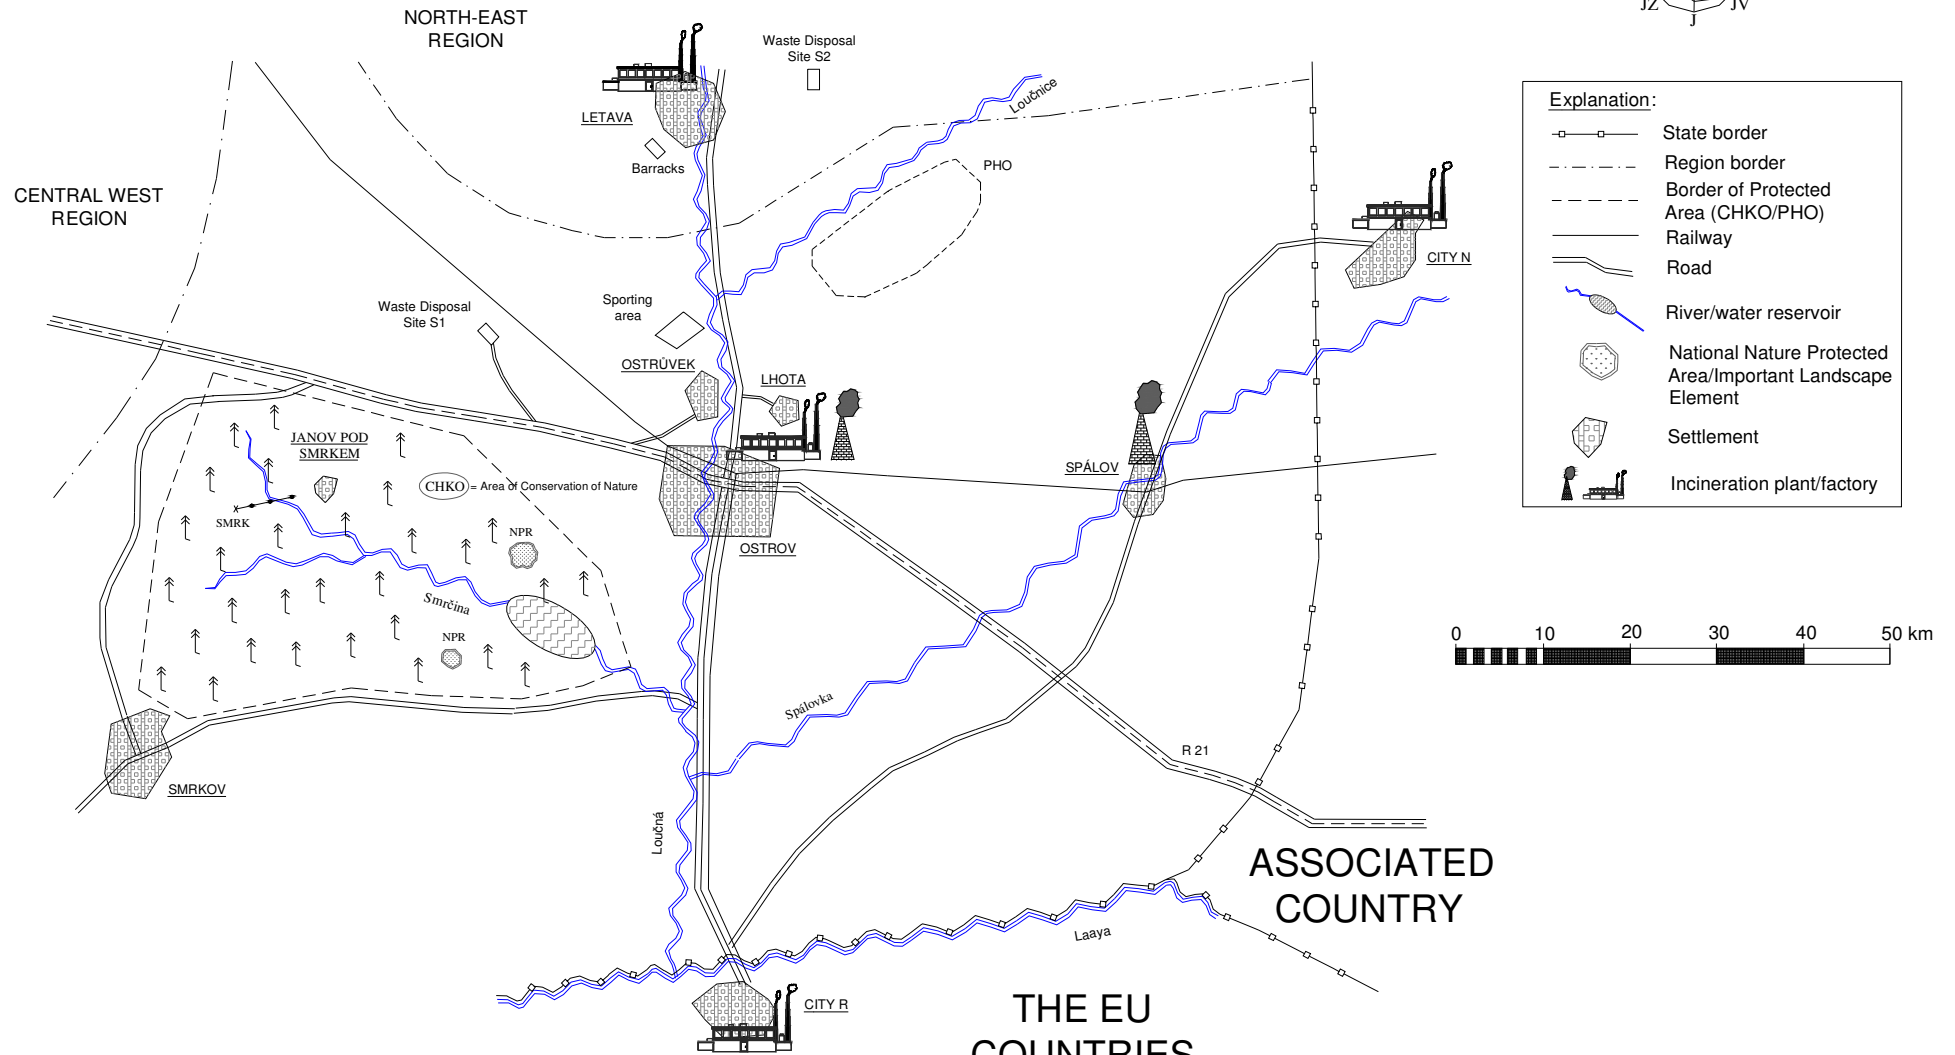 NORTH-EAST
REGION
Waste Disposal
Site S2
JZ
JV
J
Loučnice
LETAVA
Barracks
PHO
CENTRAL WEST
REGION
CITY N
Explanation:
State border
Region border
Border of Protected
Area (CHKO/PHO)
Railway
Road
River/water reservoir
National Nature Protected
Area/Important Landscape
Element
Settlement
Incineration plant/factory
Waste Disposal
Site S1
Sporting
area
OSTRŮVEK
LHOTA
JANOV POD
SMRKEM
CHKO = Area of Conservation of Nature
SPÁLOV
SMRK
NPR
OSTROV
Smrčina
NPR
0 10 20 30 40 50 km
Spálovka
R 21
SMRKOV
Loučná
ASSOCIATED
COUNTRY
Laaya
CITY R
THE EU
COUNTRIES